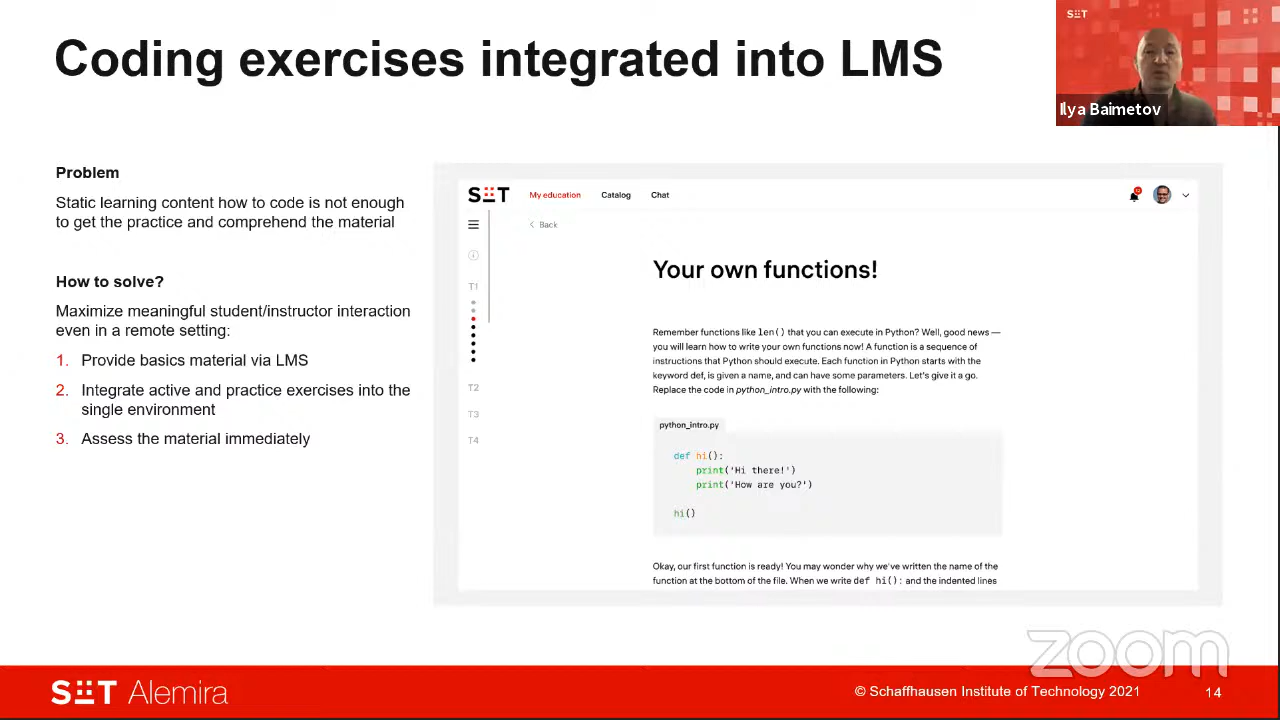 Coding exercises integrated into LMS
SIT
Ilya Baimetov
Problem
Static learning content how to code is not enough
to get the practice and comprehend the material
How to solve?
Maximize meaningful student/instructor interaction
even in a remote setting:
1. Provide basics material via LMS
2. Integrate active and practice exercises into the
single environment
3. Assess the material immediately
SIT
My education Catalog Chat
< Back
T1
T2
T3
T4
Your own functions!
Remember functions like len() that you can execute in Python? Well, good news —
you will learn how to write your own functions now! A function is a sequence of
instructions that Python should execute. Each function in Python starts with the
keyword def, is given a name, and can have some parameters. Let's give it a go.
Replace the code in python_intro.py with the following:
python_intro.py
def hi():
print('Hi there!')
print('How are you?')
hi()
Okay, our first function is ready! You may wonder why we've written the name of the
function at the bottom of the file. When we write def hi(): and the indented lines
zoom
SIT Alemira
© Schaffhausen Institute of Technology 2021
14